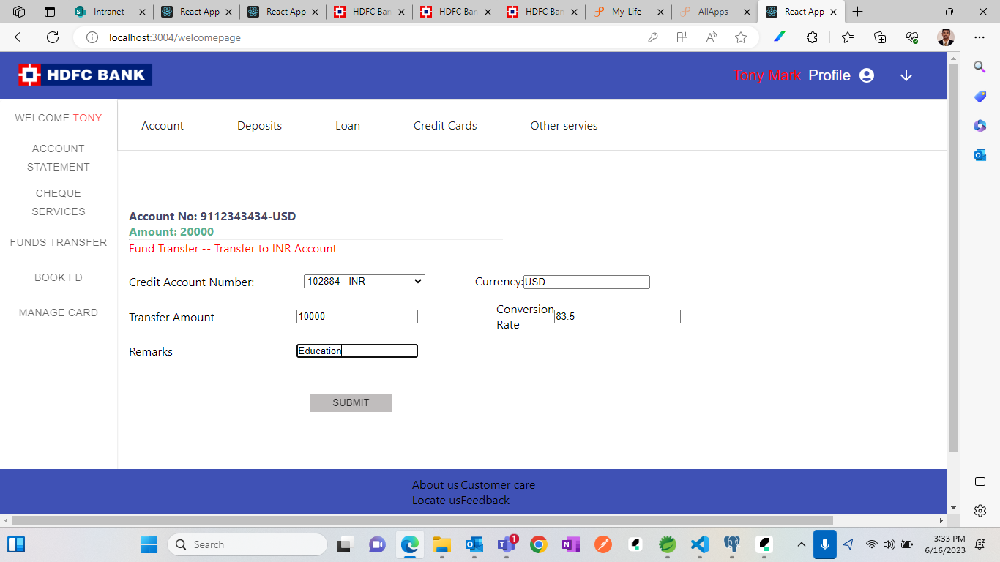 Intranet -
React App
React App
HDFC Ban
HDFC Ban
HDFC Ban
My-Life
AllApps
React App
localhost:3004/welcomepage
HDFC BANK
Tony Mark Profile
WELCOME TONY
Account Deposits Loan Credit Cards Other servies
ACCOUNT
STATEMENT
CHEQUE
SERVICES
FUNDS TRANSFER
BOOK FD
MANAGE CARD
Account No: 9112343434-USD
Amount: 20000
Fund Transfer -- Transfer to INR Account
Credit Account Number: 102884 - INR Currency: USD
Transfer Amount 10000 Conversion
Rate 83.5
Remarks Education
SUBMIT
About us Customer care
Locate us Feedback
Search
1
3:33 PM
6/16/2023